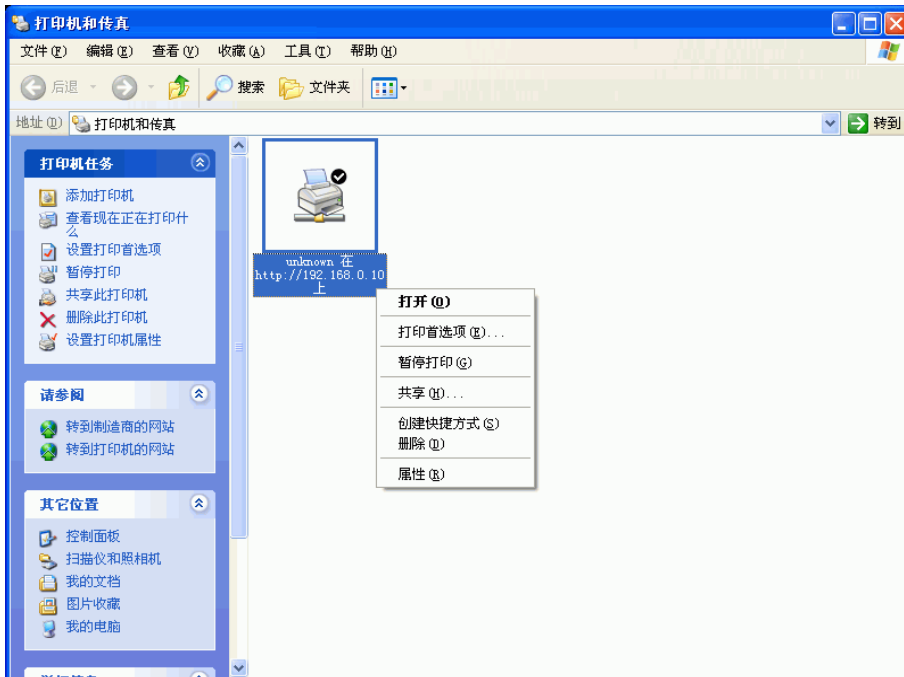 打印机和传真
文件(F) 编辑(E) 查看(V) 收藏(A) 工具(T) 帮助(H)
后退 搜索 文件夹
地址(D) 打印机和传真 转到
打印机任务
添加打印机
查看现在正在打印什
么
设置打印首选项
暂停打印
共享此打印机
删除此打印机
设置打印机属性
请参阅
转到制造商的网站
转到打印机的网站
其它位置
控制面板
扫描仪和照相机
我的文档
图片收藏
我的电脑
unknown 在
http://192.168.0.10
上
打开(O)
打印首选项(E)...
暂停打印(G)
共享(H)...
创建快捷方式(S)
删除(D)
属性(R)